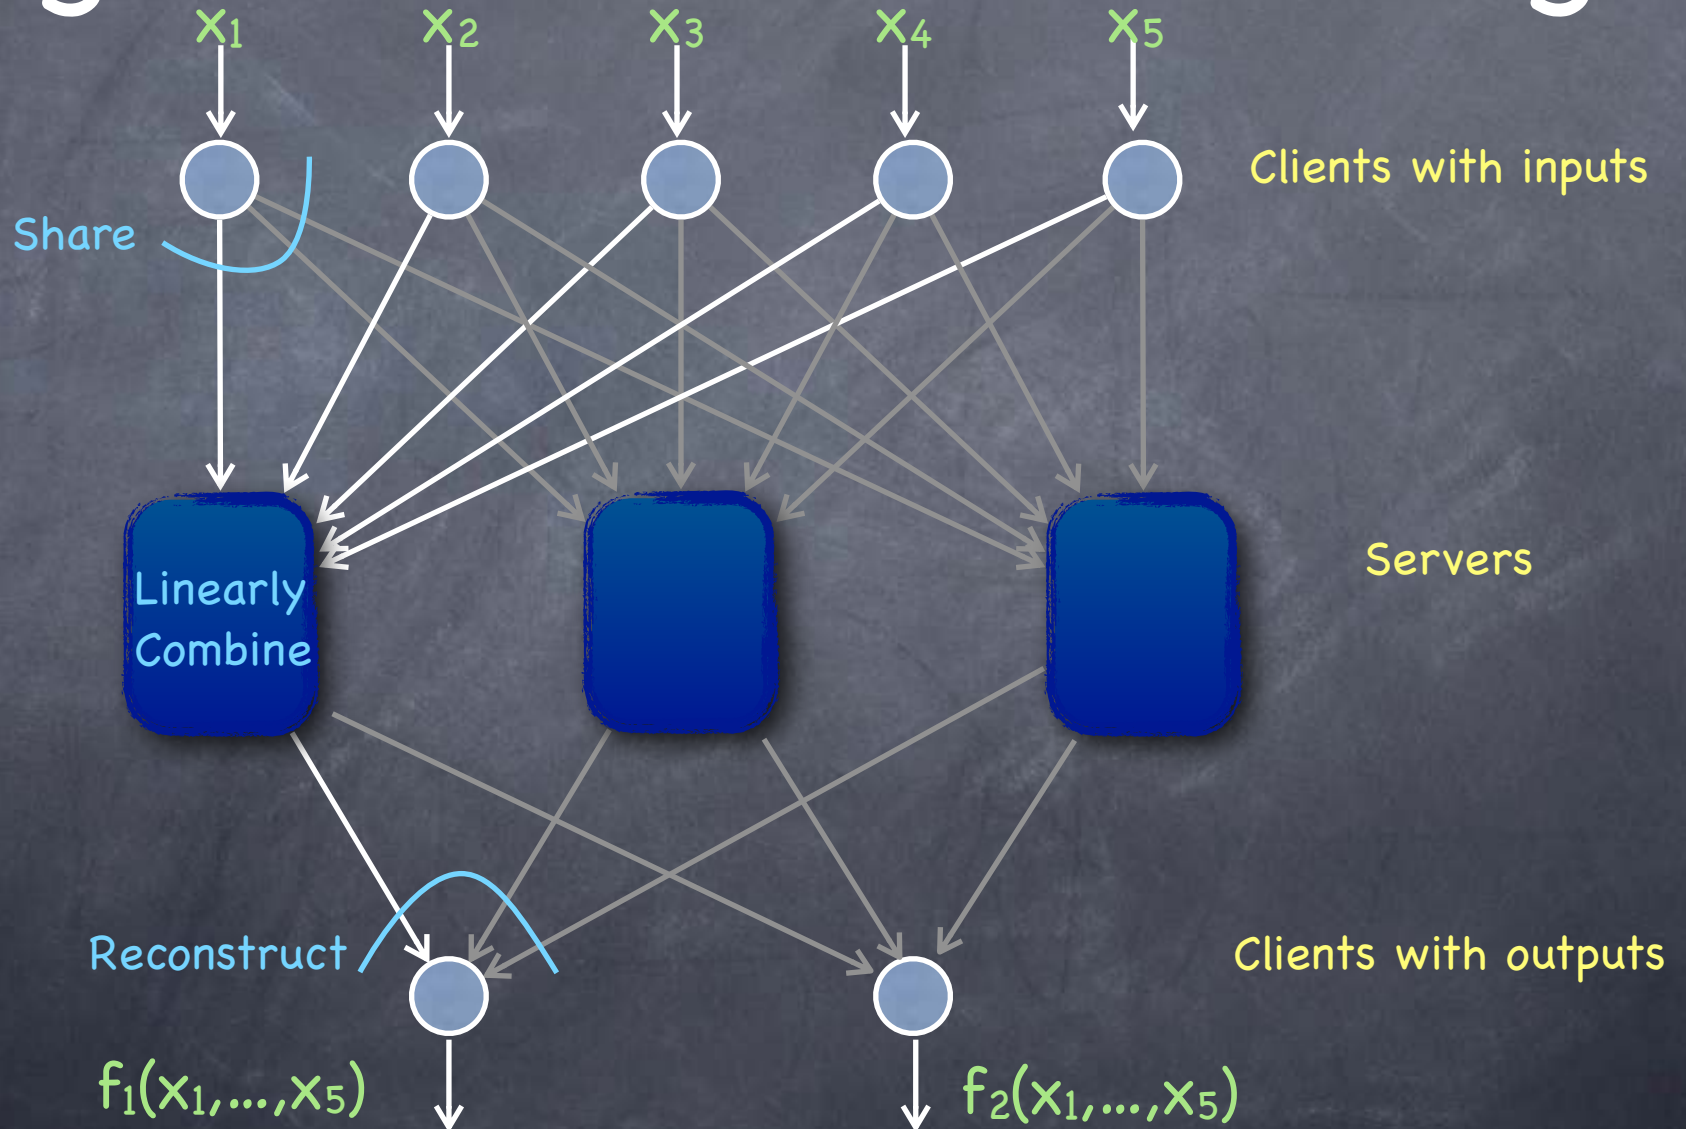 x₁ x₂ x₃ x₄ x₅
Clients with inputs
Share
Servers
Linearly
Combine
Reconstruct
Clients with outputs
f₁(x₁,...,x₅)
f₂(x₁,...,x₅)